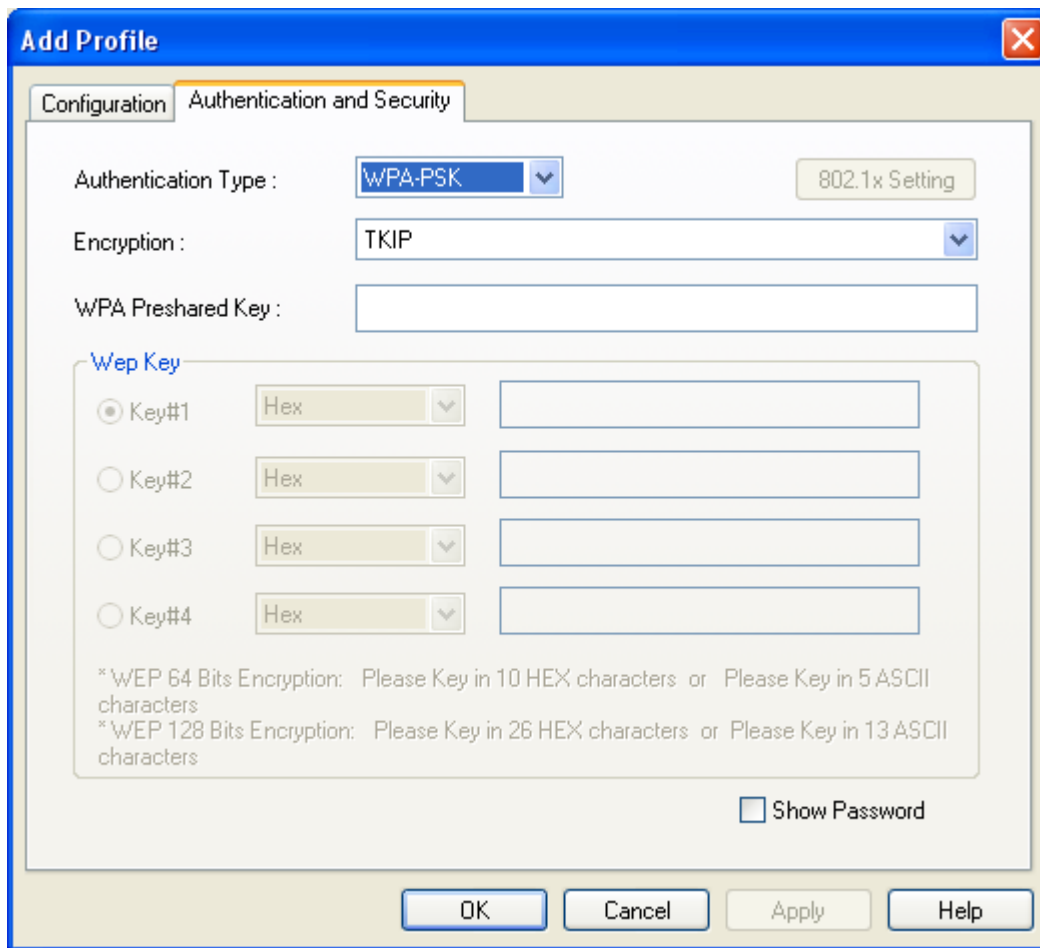 Add Profile
Configuration
Authentication and Security
Authentication Type :
WPA-PSK
802.1x Setting
Encryption :
TKIP
WPA Preshared Key :
Wep Key
Key#1
Hex
Key#2
Hex
Key#3
Hex
Key#4
Hex
* WEP 64 Bits Encryption: Please Key in 10 HEX characters or Please Key in 5 ASCII
characters
* WEP 128 Bits Encryption: Please Key in 26 HEX characters or Please Key in 13 ASCII
characters
Show Password
OK
Cancel
Apply
Help